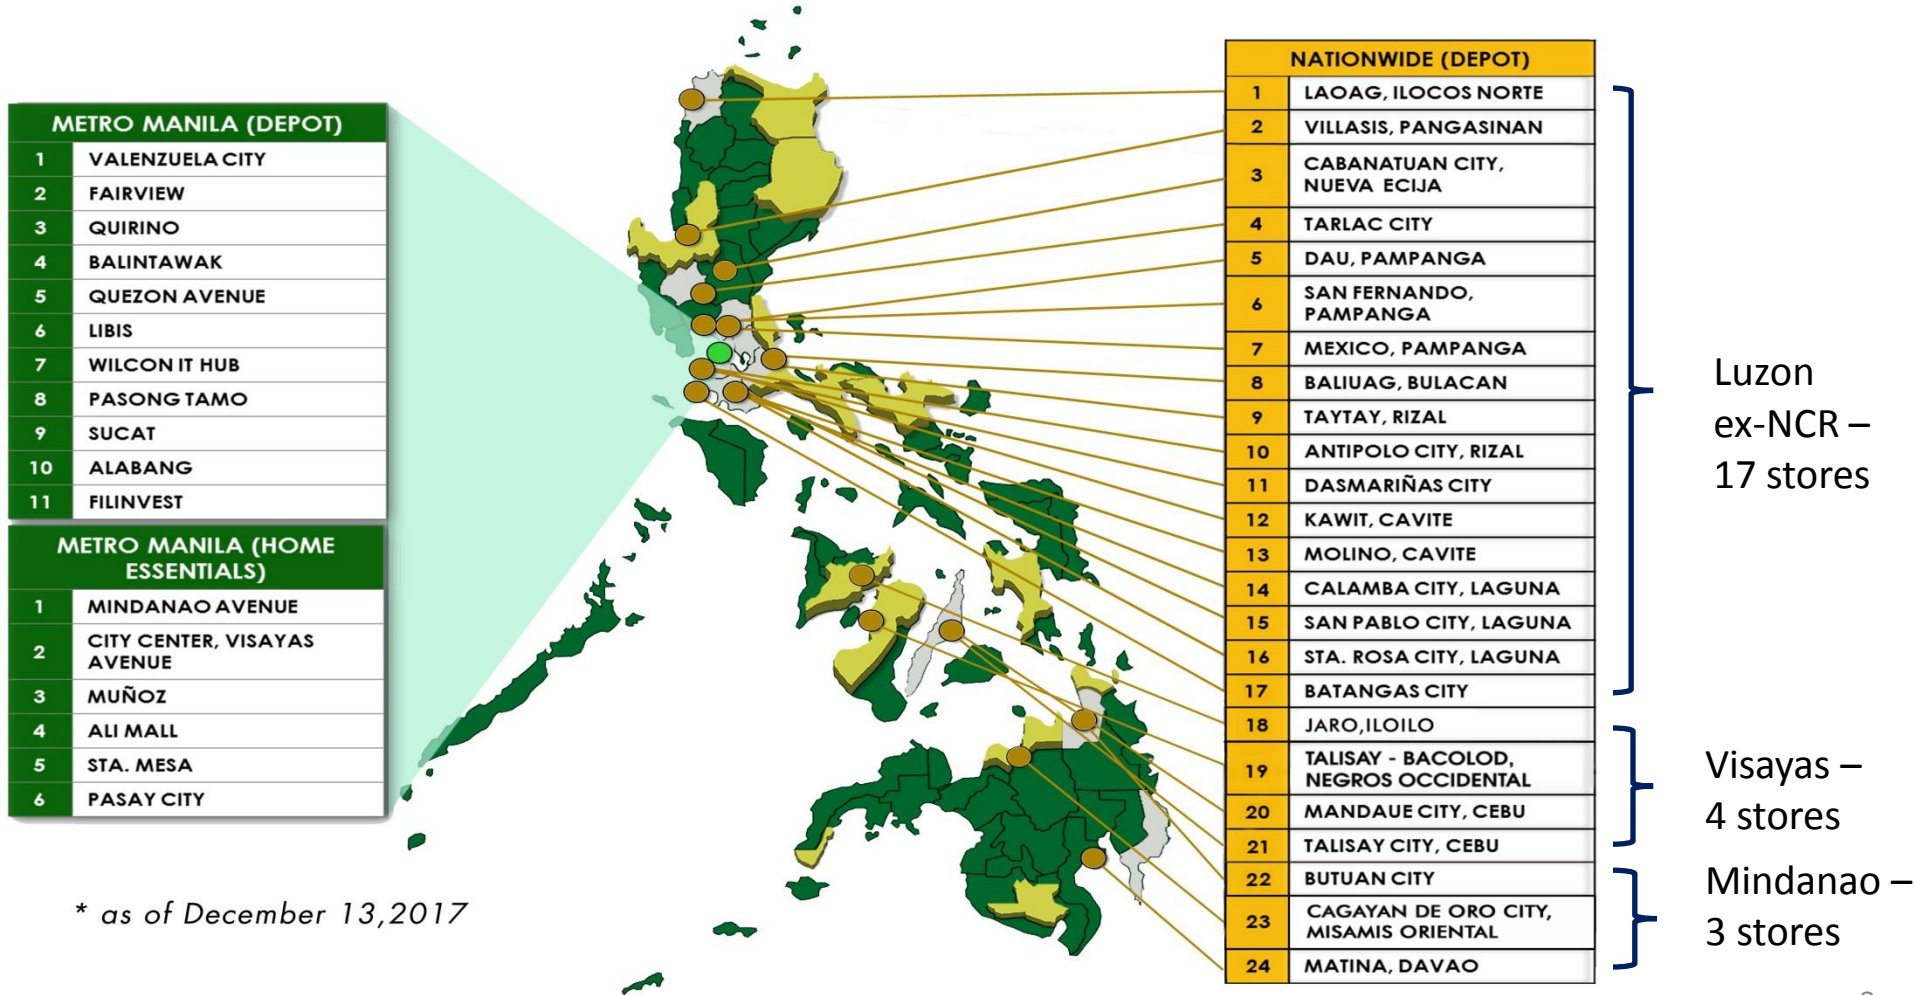 METRO MANILA (DEPOT)
1 VALENZUELA CITY
2 FAIRVIEW
3 QUIRINO
4 BALINTAWAK
5 QUEZON AVENUE
6 LIBIS
7 WILCON IT HUB
8 PASONG TAMO
9 SUCAT
10 ALABANG
11 FILINVEST
METRO MANILA (HOME
ESSENTIALS)
1 MINDANAO AVENUE
2 CITY CENTER, VISAYAS
AVENUE
3 MUÑOZ
4 ALI MALL
5 STA. MESA
6 PASAY CITY
* as of December 13,2017
NATIONWIDE (DEPOT)
1 LAOAG, ILOCOS NORTE
2 VILLASIS, PANGASINAN
3 CABANATUAN CITY,
NUEVA ECIJA
4 TARLAC CITY
5 DAU, PAMPANGA
6 SAN FERNANDO,
PAMPANGA
7 MEXICO, PAMPANGA
8 BALIUAG, BULACAN
9 TAYTAY, RIZAL
10 ANTIPOLO CITY, RIZAL
11 DASMARIÑAS CITY
12 KAWIT, CAVITE
13 MOLINO, CAVITE
14 CALAMBA CITY, LAGUNA
15 SAN PABLO CITY, LAGUNA
16 STA. ROSA CITY, LAGUNA
17 BATANGAS CITY
18 JARO,ILOILO
19 TALISAY - BACOLOD,
NEGROS OCCIDENTAL
20 MANDAUE CITY, CEBU
21 TALISAY CITY, CEBU
22 BUTUAN CITY
23 CAGAYAN DE ORO CITY,
MISAMIS ORIENTAL
24 MATINA, DAVAO
Luzon
ex-NCR –
17 stores
Visayas –
4 stores
Mindanao –
3 stores